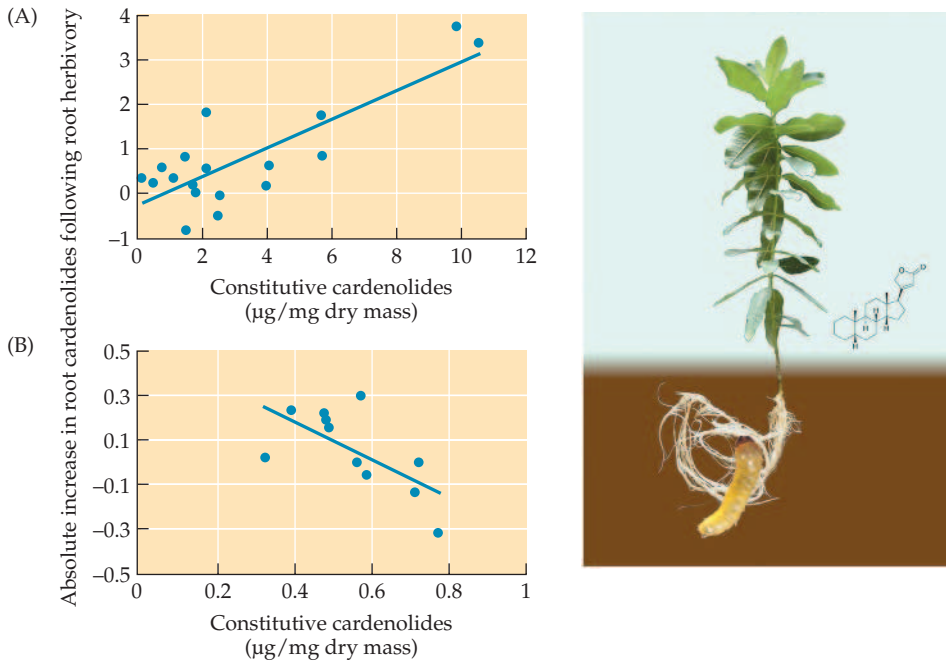 (A)
Absolute increase in root cardenolides following root herbivory
4
3
2
1
0
–1
0 2 4 6 8 10 12
Constitutive cardenolides
(µg/mg dry mass)
(B)
0.5
0.3
0.1
–0.1
–0.3
–0.5
0 0.2 0.4 0.6 0.8 1
Constitutive cardenolides
(µg/mg dry mass)
O
O
H
H
H
H